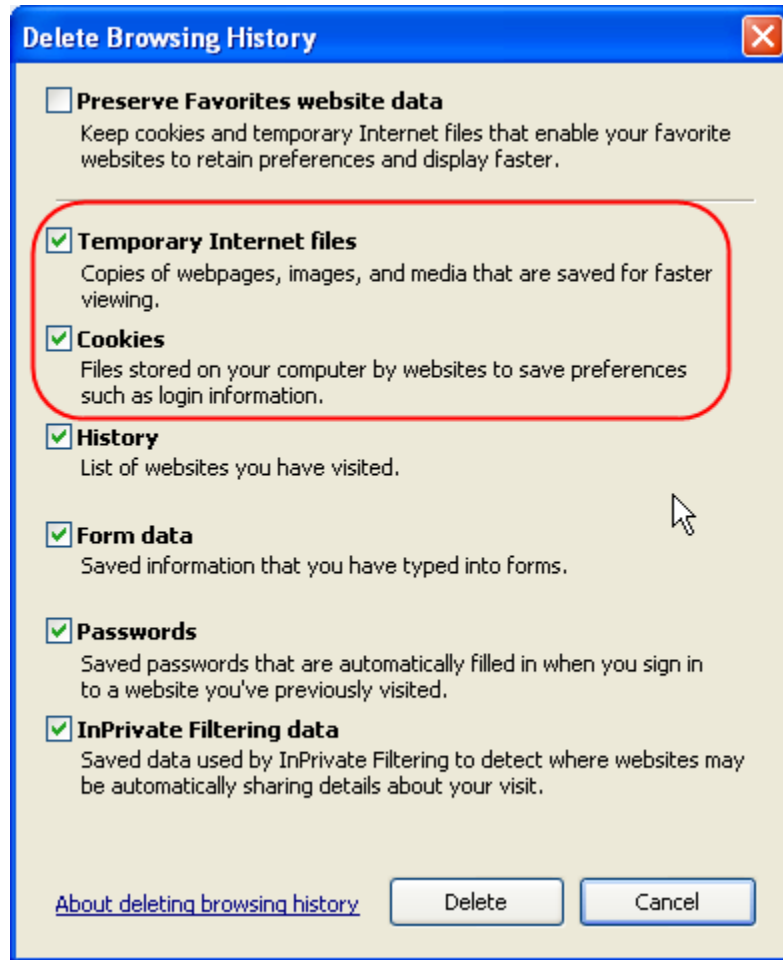 Delete Browsing History
Preserve Favorites website data
Keep cookies and temporary Internet files that enable your favorite
websites to retain preferences and display faster.
Temporary Internet files
Copies of webpages, images, and media that are saved for faster
viewing.
Cookies
Files stored on your computer by websites to save preferences
such as login information.
History
List of websites you have visited.
Form data
Saved information that you have typed into forms.
Passwords
Saved passwords that are automatically filled in when you sign in
to a website you've previously visited.
InPrivate Filtering data
Saved data used by InPrivate Filtering to detect where websites may
be automatically sharing details about your visit.
About deleting browsing history Delete Cancel